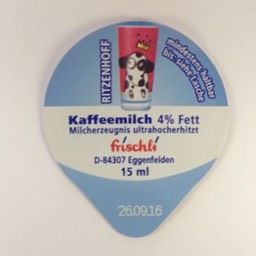 RITZENHOFF
mindestens haltbar
bis: siehe Lasche
Kaffeemilch 4% Fett
Milcherzeugnis ultrahocherhitzt
frischli
D-84307 Eggenfelden
15 ml
26.09.16